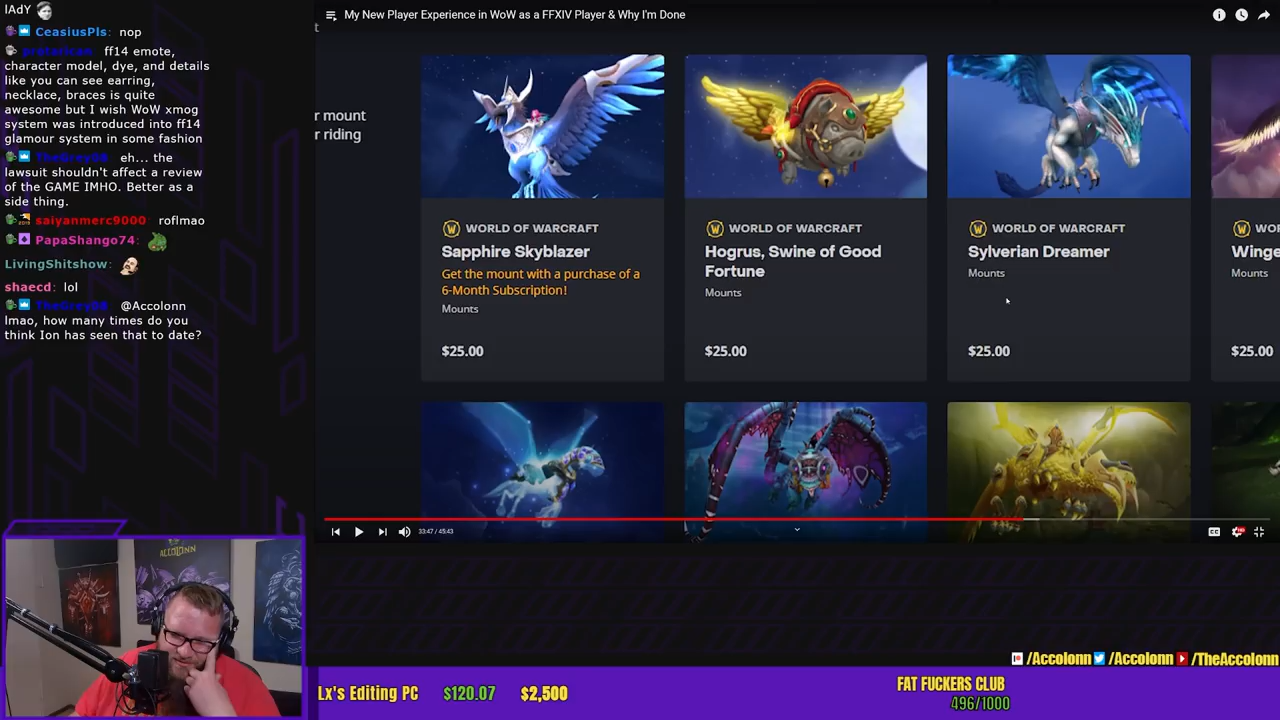 lAdY
CeasiusPls: nop
ff14 emote,
character model, dye, and details
like you can see earring,
necklace, braces is quite
awesome but I wish WoW xmog
system was introduced into ff14
glamour system in some fashion
eh... the
lawsuit shouldn't affect a review
of the GAME IMHO. Better as a
side thing.
saiyanmerc9000 roflmao
PapaShango74:
LivingShitshow:
shaecd: lol
@Accolonn
lmao, how many times do you
think Ion has seen that to date?
My New Player Experience in WoW as a FFXIV Player & Why I'm Done
t
r mount
r riding
WORLD OF WARCRAFT
Sapphire Skyblazer
Get the mount with a purchase of a
6-Month Subscription!
Mounts
$25.00
WORLD OF WARCRAFT
Hogrus, Swine of Good
Fortune
Mounts
$25.00
WORLD OF WARCRAFT
Sylverian Dreamer
Mounts
$25.00
WOR
Winge
Mounts
$25.00
33:47 / 45:43
CC
ACCOLONN
/Accolonn /Accolonn /TheAccolonn
Lx's Editing PC $120.07 $2,500
FAT FUCKERS CLUB
496/1000